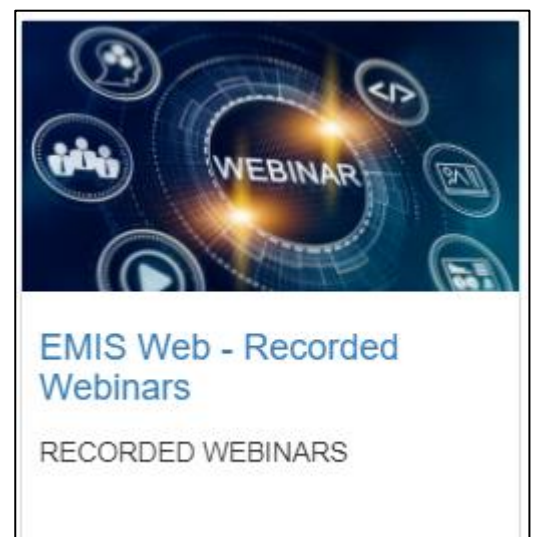 WEBINAR
</>
EMIS Web - Recorded
Webinars
RECORDED WEBINARS